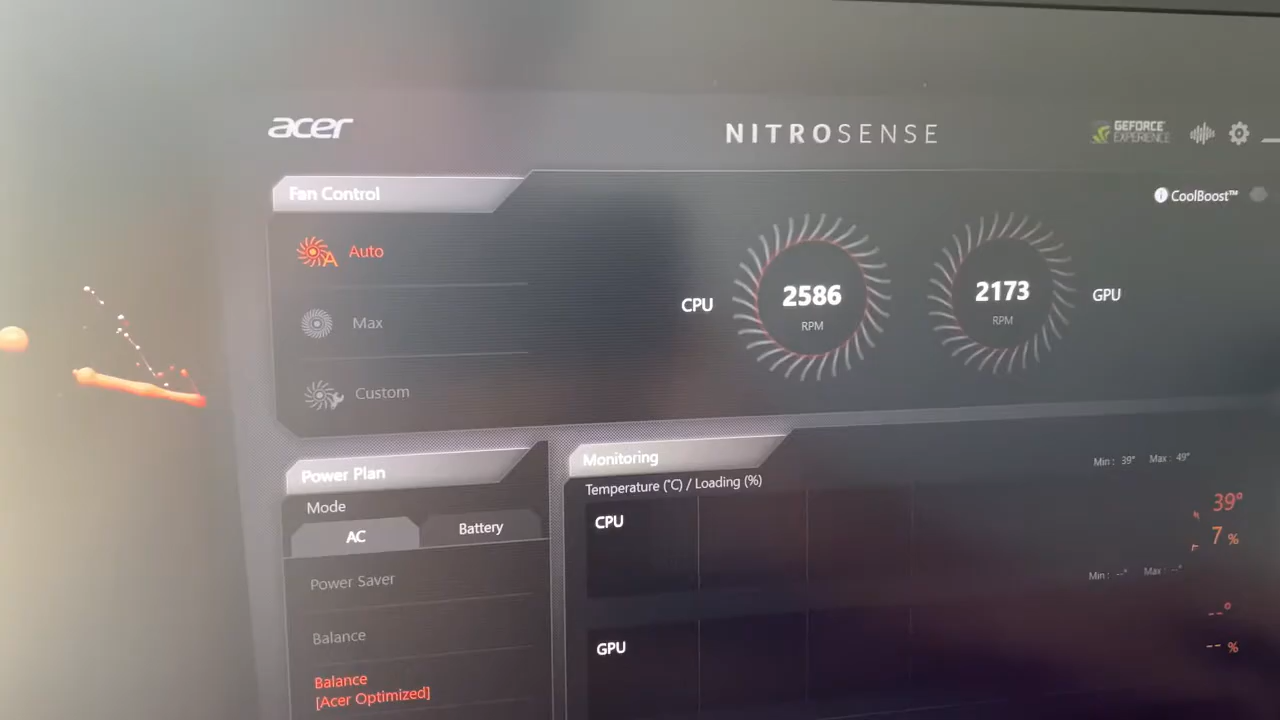 acer
NITROSENSE
GEFORCE
EXPERIENCE
Fan Control
CoolBoost™
Auto
Max
Custom
CPU
2586
RPM
2173
RPM
GPU
Power Plan
Mode
AC
Battery
Power Saver
Balance
Balance
[Acer Optimized]
Monitoring
Temperature (°C) / Loading (%)
Min : 39° Max : 49°
CPU
39°
7 %
Min : --° Max : --°
GPU
--°
-- %